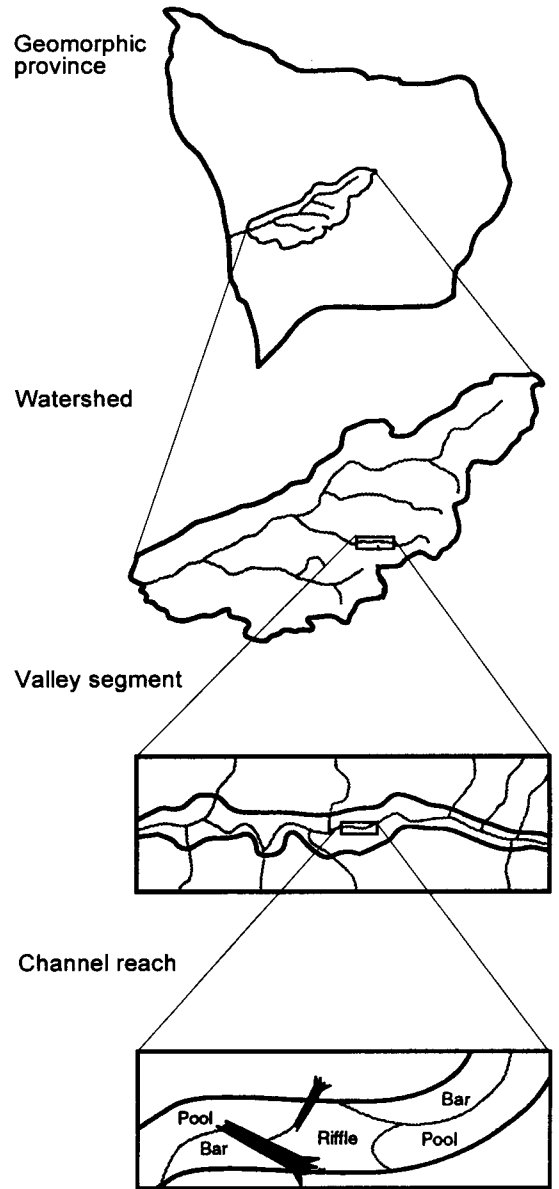 Geomorphic
province
Watershed
Valley segment
Channel reach
Bar
Pool
Riffle
Pool
Bar